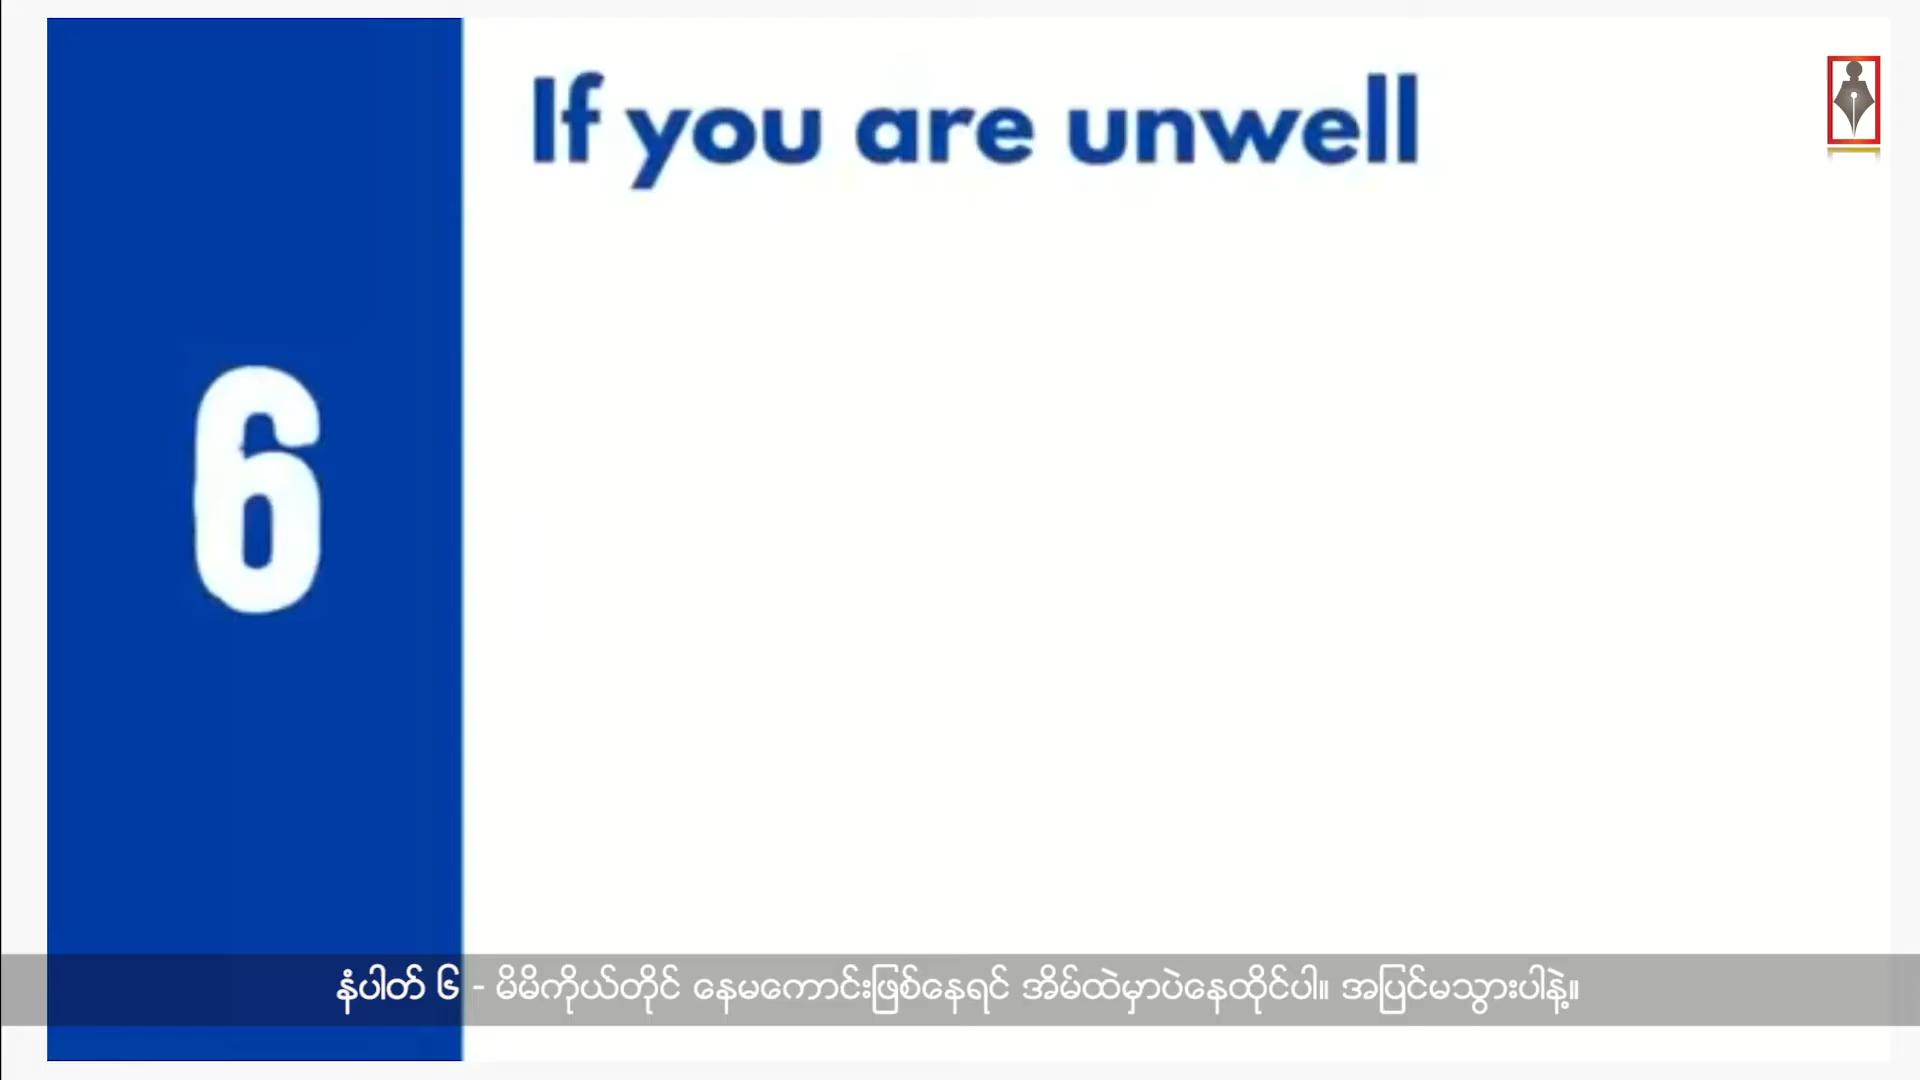 If you are unwell
6
နံပါတ် ၆ - မိမိကိုယ်တိုင် နေမကောင်းဖြစ်နေရင် အိမ်ထဲမှာပဲနေထိုင်ပါ။ အပြင်မသွားပါနဲ့။